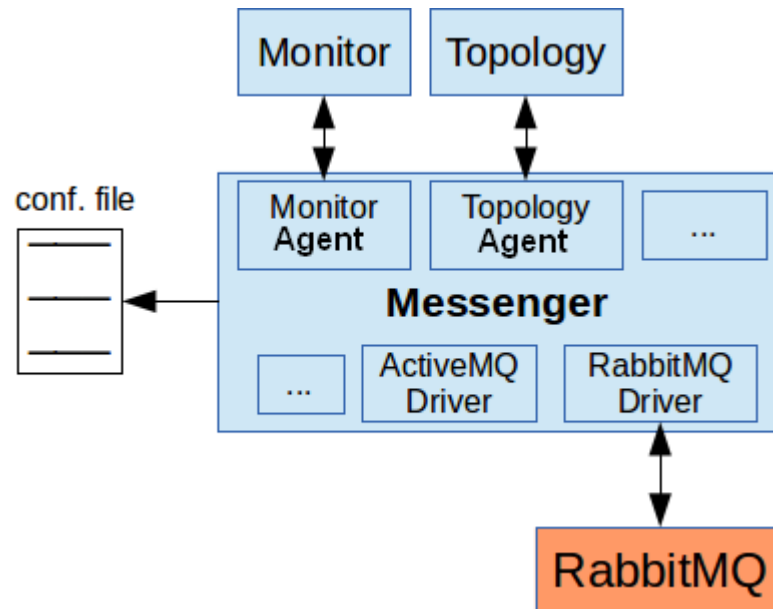 Monitor
Topology
conf. file
Monitor
Agent
Topology
Agent
...
Messenger
...
ActiveMQ
Driver
RabbitMQ
Driver
RabbitMQ